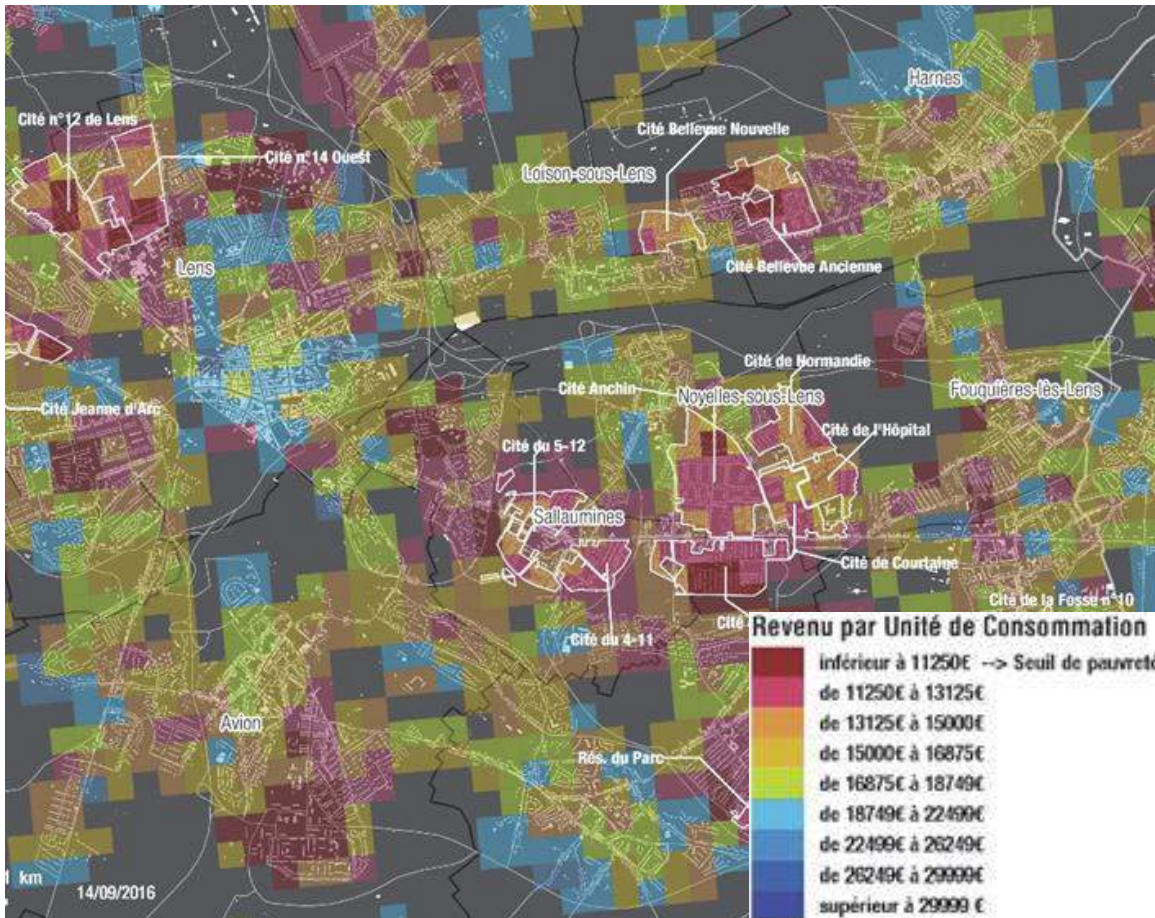 Harnes
Cité n°12 de Lens
Cité Bellevue Nouvelle
Cité n°14 Ouest
Loison-sous-Lens
Lens
Cité Bellevue Ancienne
Cité de Normandie
Cité Anchin
Noyelles-sous-Lens
Fouquières-lès-Lens
Cité Jeanne d'Arc
Cité de l'Hôpital
Cité du 5-12
Sallaumines
Cité de Courtaigne
Cité de la Fosse n°10
Cité
Cité du 4-11
Avion
Rés. du Parc
Revenu par Unité de Consommation
inférieur à 11250€ --> Seuil de pauvreté
de 11250€ à 13125€
de 13125€ à 15000€
de 15000€ à 16875€
de 16875€ à 18749€
de 18749€ à 22499€
de 22499€ à 26249€
de 26249€ à 29999€
supérieur à 29999 €
1 km
14/09/2016